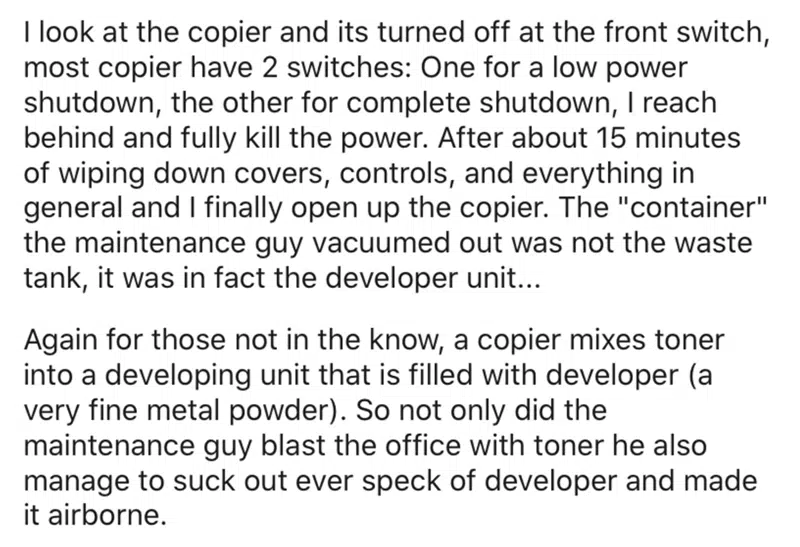 I look at the copier and its turned off at the front switch,
most copier have 2 switches: One for a low power
shutdown, the other for complete shutdown, I reach
behind and fully kill the power. After about 15 minutes
of wiping down covers, controls, and everything in
general and I finally open up the copier. The "container"
the maintenance guy vacuumed out was not the waste
tank, it was in fact the developer unit...
Again for those not in the know, a copier mixes toner
into a developing unit that is filled with developer (a
very fine metal powder). So not only did the
maintenance guy blast the office with toner he also
manage to suck out ever speck of developer and made
it airborne.